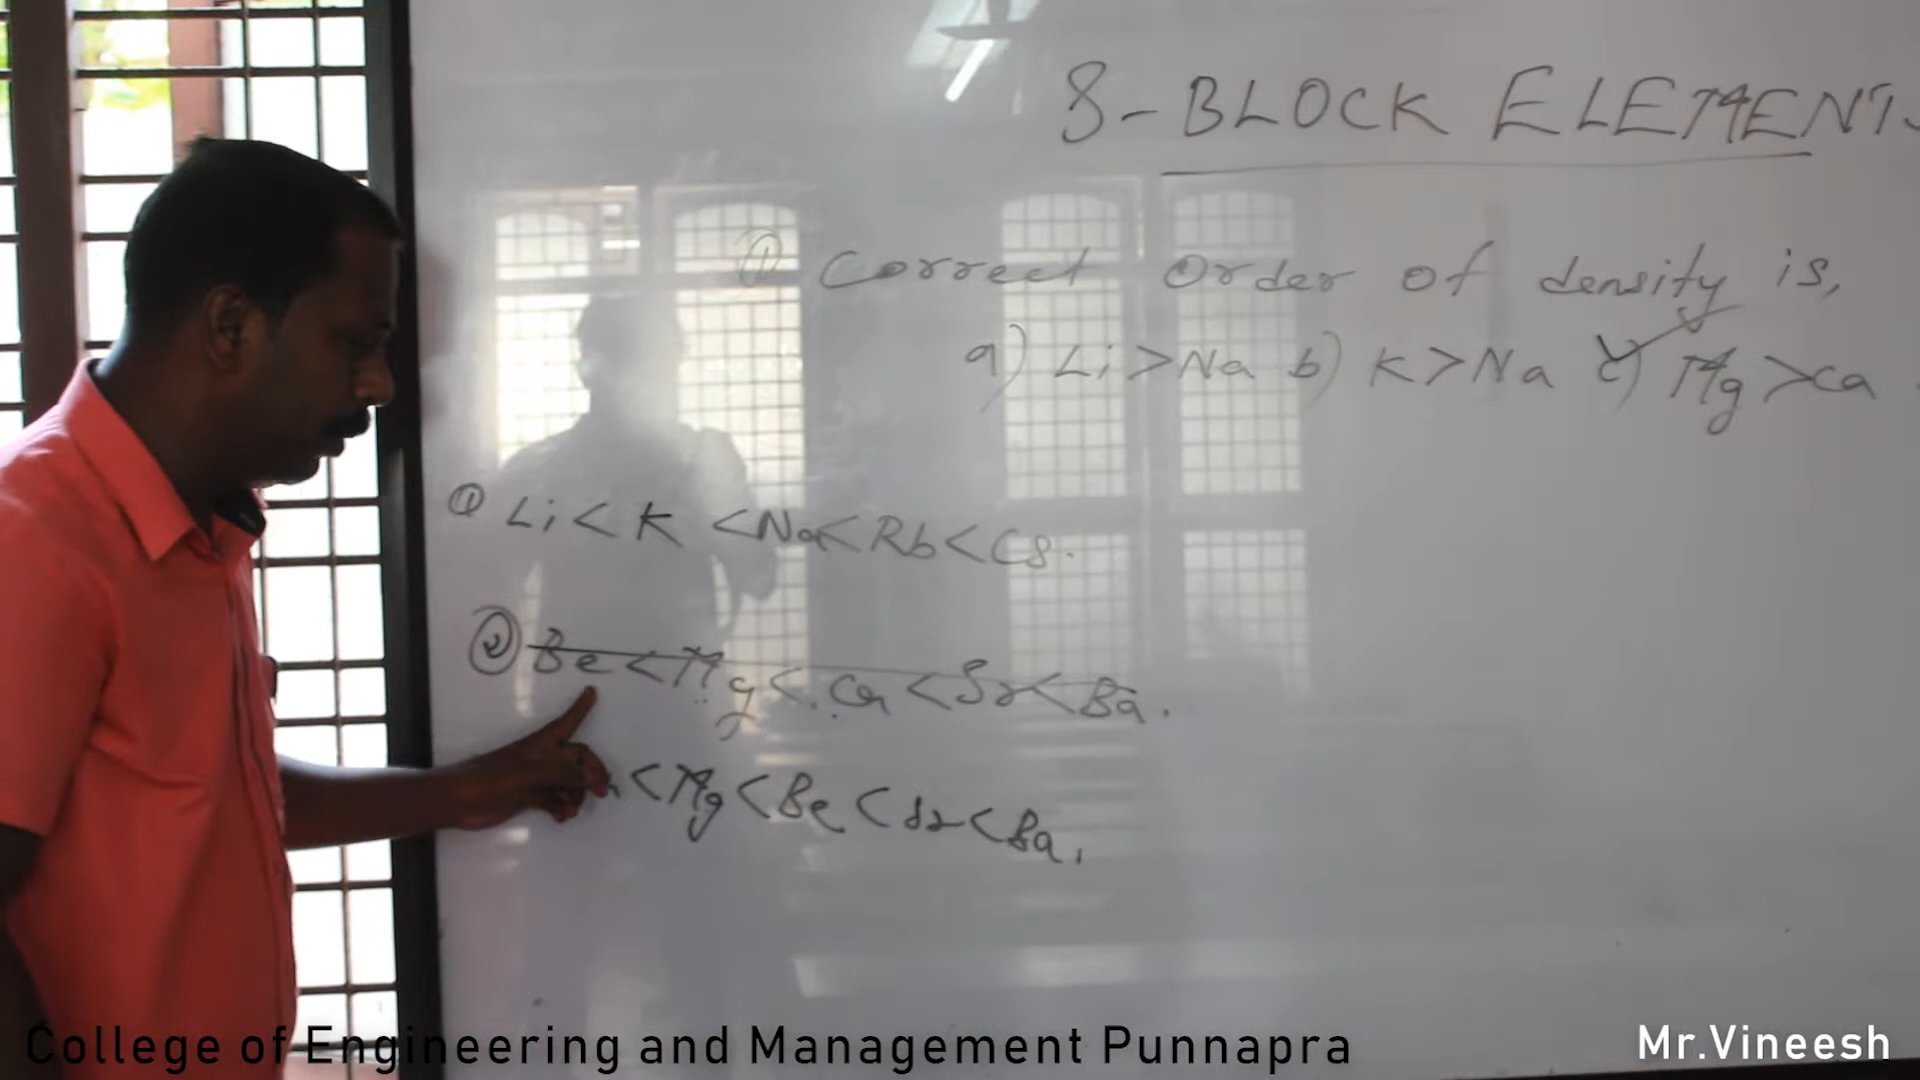 S-BLOCK ELEMENTS
① Correct Order of density is,
a) Li > Na b) K > Na c) Mg > Ca
① Li < K < Na < Rb < Cs.
② Be < Mg < Ca < Sr < Ba.
< Mg < Be < Sr < Ba,
College of Engineering and Management Punnapra
Mr.Vineesh